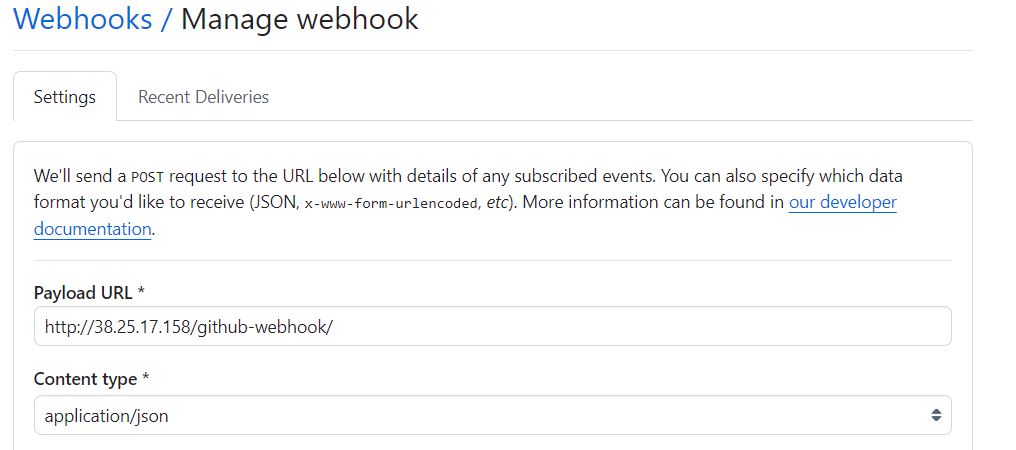 Webhooks / Manage webhook
Settings
Recent Deliveries
We'll send a POST request to the URL below with details of any subscribed events. You can also specify which data
format you'd like to receive (JSON, x-www-form-urlencoded, etc). More information can be found in our developer
documentation.
Payload URL *
http://38.25.17.158/github-webhook/
Content type *
application/json